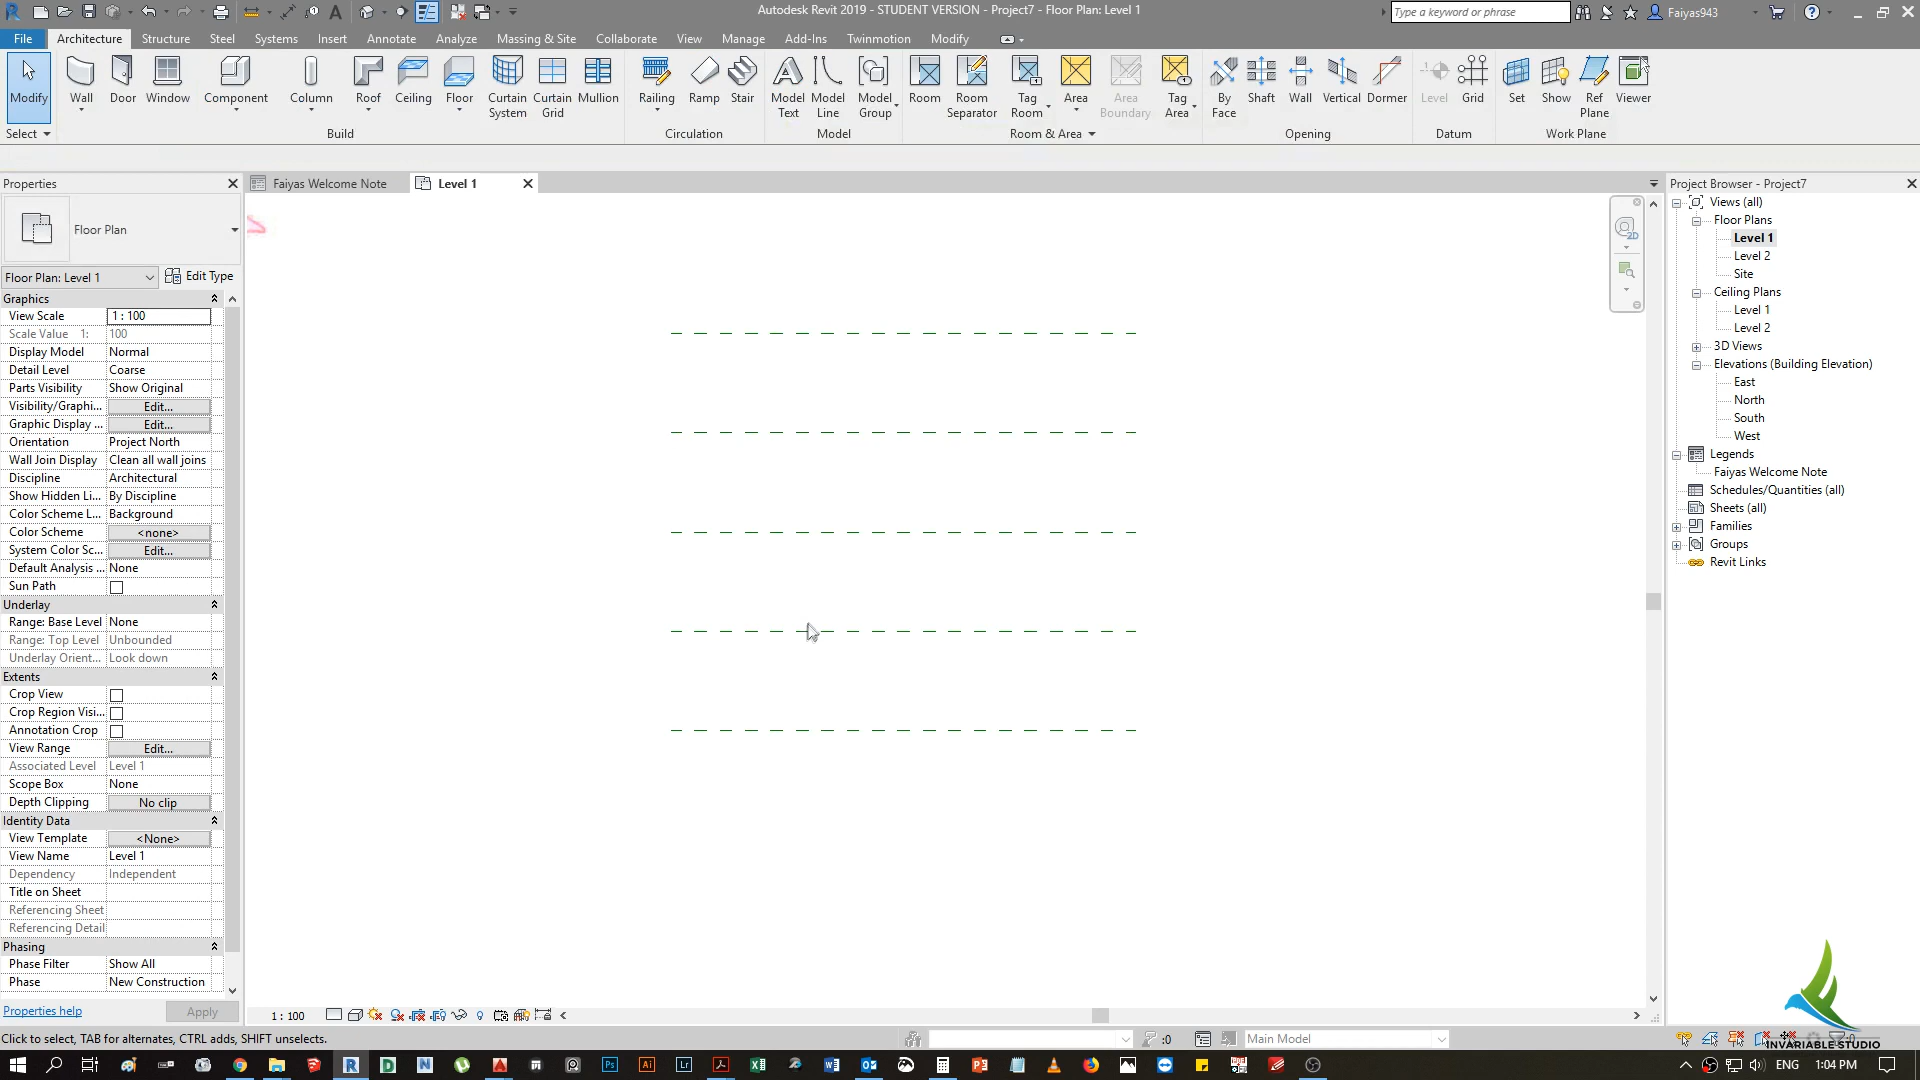 Autodesk Revit 2019 - STUDENT VERSION - Project7 - Floor Plan: Level 1
Type a keyword or phrase
Faiyas943
File Architecture Structure Steel Systems Insert Annotate Analyze Massing & Site Collaborate View Manage Add-Ins Twinmotion Modify
Modify Wall Door Window Component Column Roof Ceiling Floor Curtain System Curtain Grid Mullion Railing Ramp Stair Model Text Model Line Model Group Room Room Separator Tag Room Area Area Boundary Tag Area By Face Shaft Wall Vertical Dormer Level Grid Set Show Ref Plane Viewer
Select Build Circulation Model Room & Area Opening Datum Work Plane
Properties
Faiyas Welcome Note
Level 1
Project Browser - Project7
Floor Plan
Floor Plan: Level 1
Edit Type
Graphics
View Scale 1 : 100
Scale Value 1: 100
Display Model Normal
Detail Level Coarse
Parts Visibility Show Original
Visibility/Graphi... Edit...
Graphic Display ... Edit...
Orientation Project North
Wall Join Display Clean all wall joins
Discipline Architectural
Show Hidden Li... By Discipline
Color Scheme L... Background
Color Scheme <none>
System Color Sc... Edit...
Default Analysis ... None
Sun Path
Underlay
Range: Base Level None
Range: Top Level Unbounded
Underlay Orient... Look down
Extents
Crop View
Crop Region Visi...
Annotation Crop
View Range Edit...
Associated Level Level 1
Scope Box None
Depth Clipping No clip
Identity Data
View Template <None>
View Name Level 1
Dependency Independent
Title on Sheet
Referencing Sheet
Referencing Detail
Phasing
Phase Filter Show All
Phase New Construction
Properties help
Apply
2D
Views (all)
Floor Plans
Level 1
Level 2
Site
Ceiling Plans
Level 1
Level 2
3D Views
Elevations (Building Elevation)
East
North
South
West
Legends
Faiyas Welcome Note
Schedules/Quantities (all)
Sheets (all)
Families
Groups
Revit Links
1 : 100
Click to select, TAB for alternates, CTRL adds, SHIFT unselects.
:0
Main Model
INVARIABLE STUDIO
ENG 1:04 PM